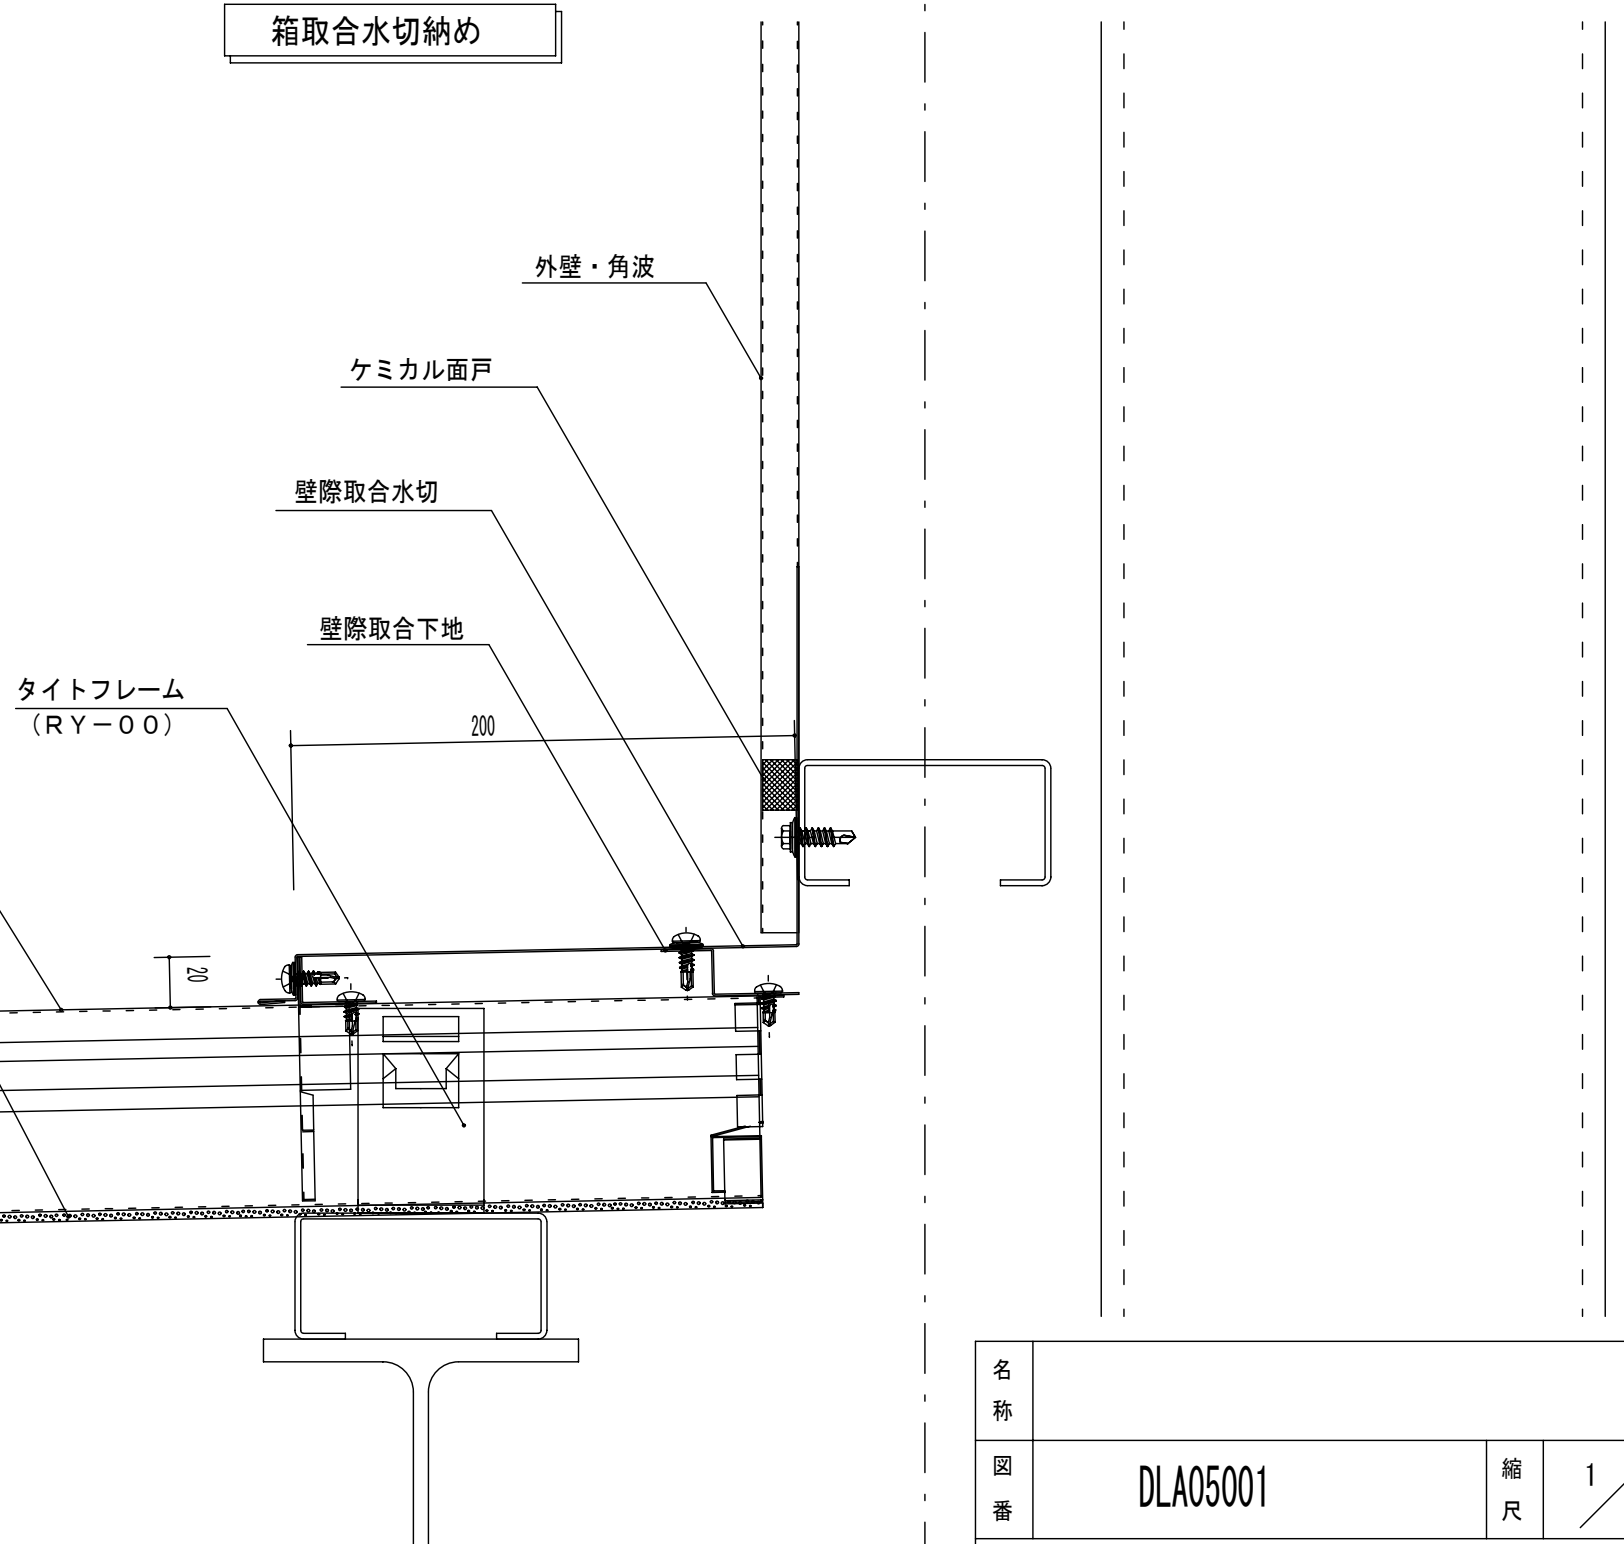 箱取合水切納め
外壁・角波
ケミカル面戸
壁際取合水切
壁際取合下地
タイトフレーム
(RY-00)
200
20
名称
図番
DLA05001
縮尺
1/